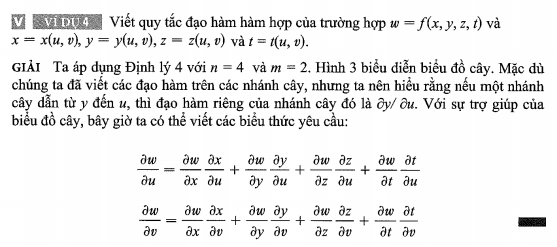 V VÍ DỤ 4 Viết quy tắc đạo hàm hàm hợp của trường hợp w = f(x, y, z, t) và
x = x(u, v), y = y(u, v), z = z(u, v) và t = t(u, v).
GIẢI Ta áp dụng Định lý 4 với n = 4 và m = 2. Hình 3 biểu diễn biểu đồ cây. Mặc dù
chúng ta đã viết các đạo hàm trên các nhánh cây, nhưng ta nên hiểu rằng nếu một nhánh
cây dẫn từ y đến u, thì đạo hàm riêng của nhánh cây đó là ∂y/ ∂u. Với sự trợ giúp của
biểu đồ cây, bây giờ ta có thể viết các biểu thức yêu cầu:
∂w/∂u = ∂w/∂x ∂x/∂u + ∂w/∂y ∂y/∂u + ∂w/∂z ∂z/∂u + ∂w/∂t ∂t/∂u
∂w/∂v = ∂w/∂x ∂x/∂v + ∂w/∂y ∂y/∂v + ∂w/∂z ∂z/∂v + ∂w/∂t ∂t/∂v